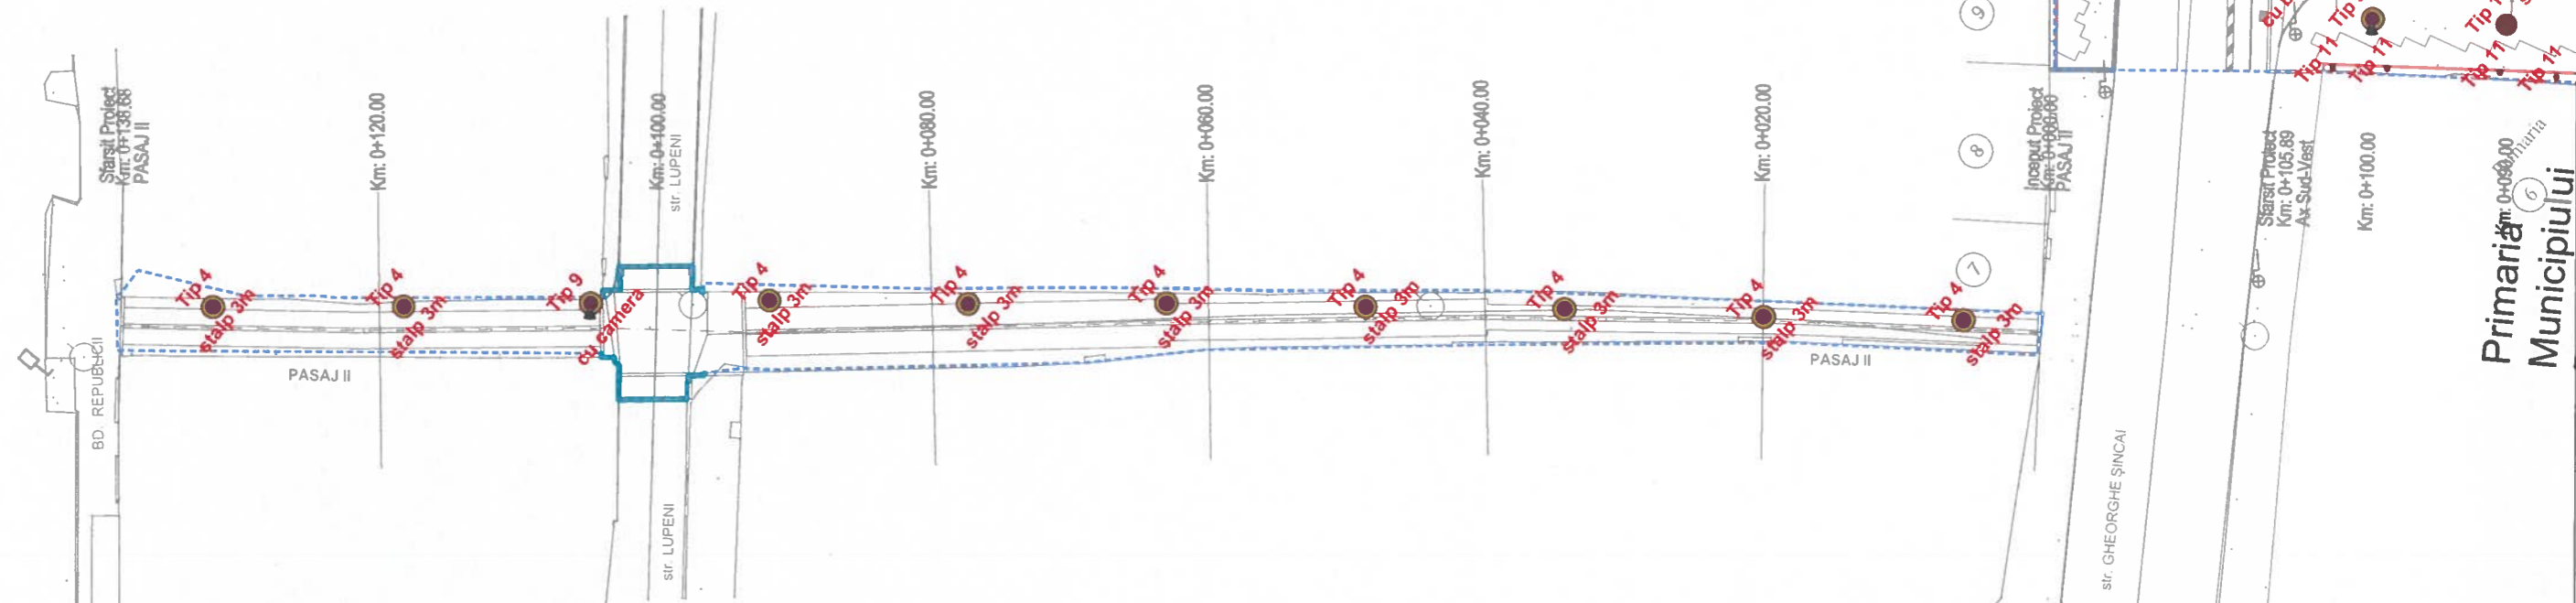 Sfarsit Proiect
Km: 0+138.68
PASAJ II
Km: 0+120.00
Km: 0+100.00
str. LUPENI
Km: 0+080.00
Km: 0+060.00
Km: 0+040.00
Km: 0+020.00
Inceput Proiect
Km: 0+000.00
PASAJ II
9
8
7
Tip 4
stalp 3m
Tip 4
stalp 3m
Tip 9
cu camera
Tip 4
stalp 3m
Tip 4
stalp 3m
Tip 4
stalp 3m
Tip 4
stalp 3m
Tip 4
stalp 3m
Tip 4
stalp 3m
Tip 4
stalp 3m
BD. REPUBLICII
PASAJ II
str. LUPENI
PASAJ II
str. GHEORGHE ȘINCAI
Tip 11
Tip 11
Tip 11
Tip 11
Sfarsit Proiect
Km: 0+105.89
Ax Sud-Vest
Km: 0+100.00
Km: 0+090.00
6
Primaria
Municipiului